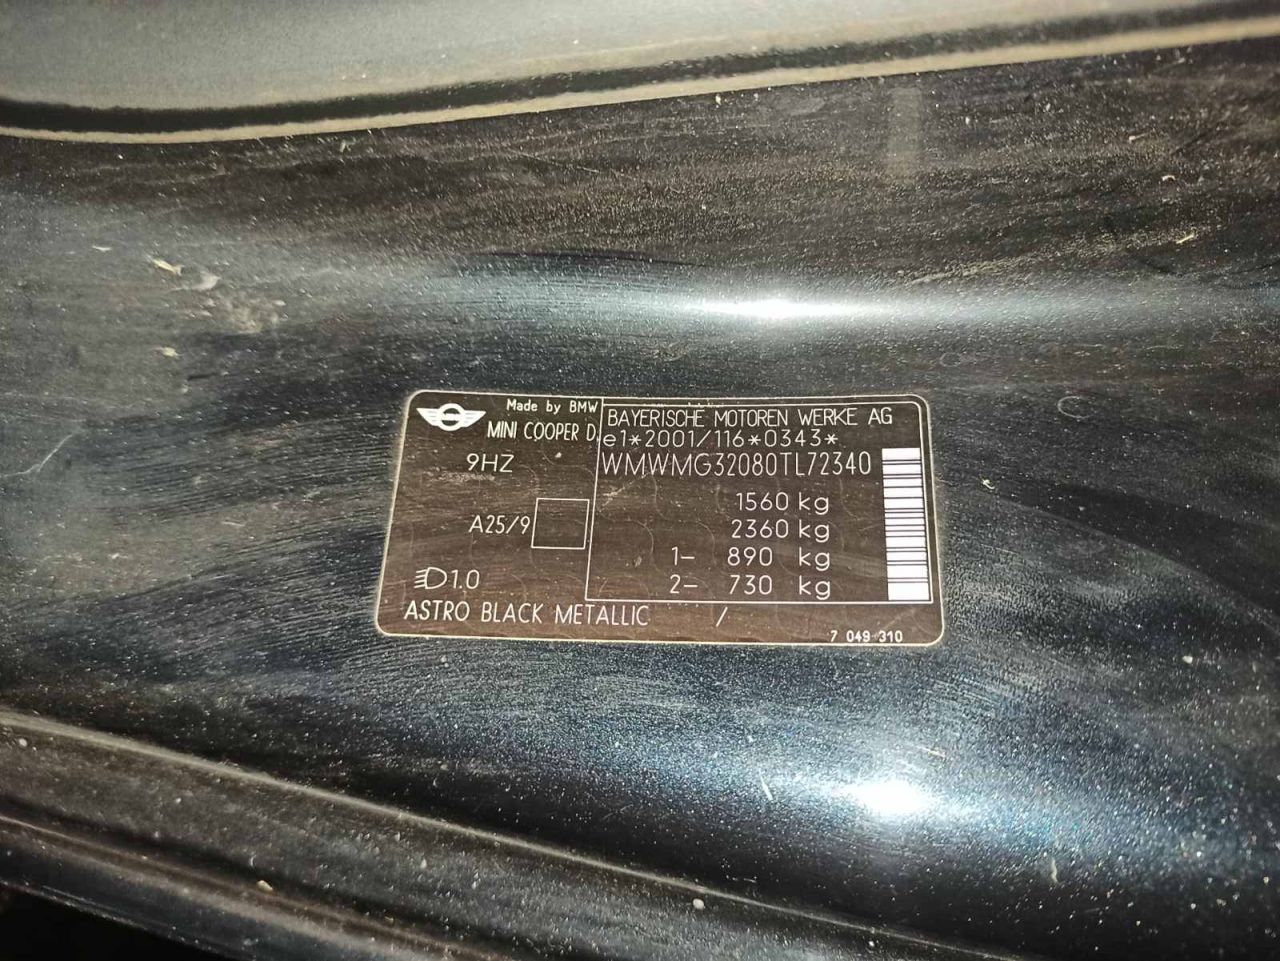 Made by BMW
MINI COOPER D
9HZ
A25/9
1.0
BAYERISCHE MOTOREN WERKE AG
e1*2001/116*0343*
WMWMG32080TL72340
1560 kg
2360 kg
1- 890 kg
2- 730 kg
ASTRO BLACK METALLIC /
7 049 310